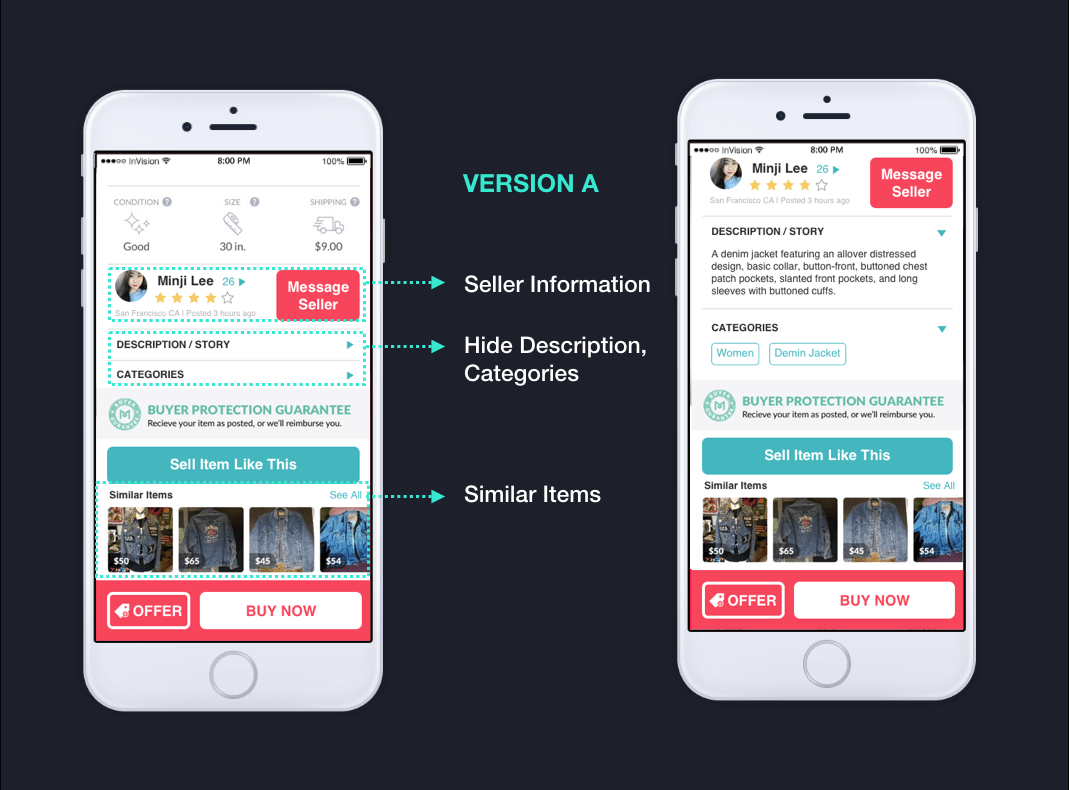 VERSION A
Seller Information
Hide Description,
Categories
Similar Items
InVision 8:00 PM 100%
CONDITION ? SIZE ? SHIPPING ?
Good 30 in. $9.00
Minji Lee 26
Message
Seller
San Francisco CA | Posted 3 hours ago
DESCRIPTION / STORY
CATEGORIES
BUYER PROTECTION GUARANTEE
Recieve your item as posted, or we'll reimburse you.
Sell Item Like This
Similar Items See All
$50 $65 $45 $54
OFFER BUY NOW
InVision 8:00 PM 100%
Minji Lee 26
Message
Seller
San Francisco CA | Posted 3 hours ago
DESCRIPTION / STORY
A denim jacket featuring an allover distressed
design, basic collar, button-front, buttoned chest
patch pockets, slanted front pockets, and long
sleeves with buttoned cuffs.
CATEGORIES
Women Demin Jacket
BUYER PROTECTION GUARANTEE
Recieve your item as posted, or we'll reimburse you.
Sell Item Like This
Similar Items See All
$50 $65 $45 $54
OFFER BUY NOW